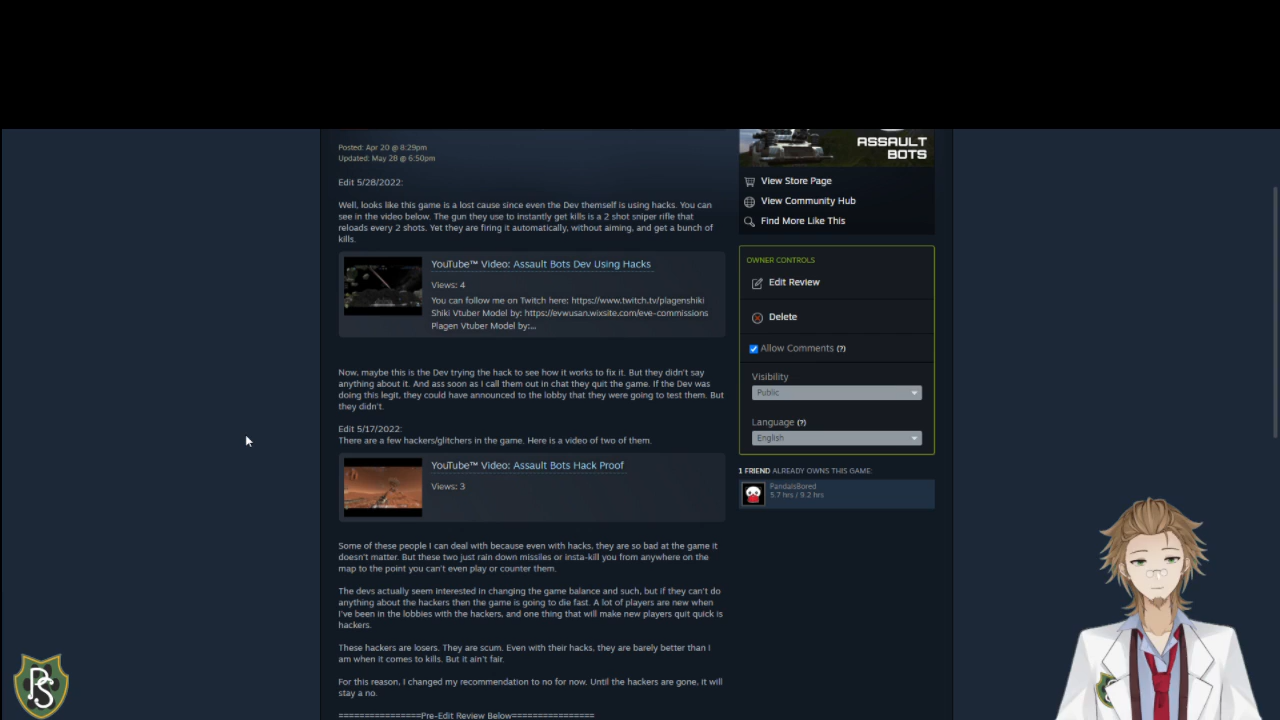 Posted: Apr 20 @ 8:29pm
Updated: May 28 @ 6:50pm
Edit 5/28/2022:
Well, looks like this game is a lost cause since even the Dev themself is using hacks. You can
see in the video below. The gun they use to instantly get kills is a 2 shot sniper rifle that
reloads every 2 shots. Yet they are firing it automatically, without aiming, and get a bunch of
kills.
YouTube™ Video: Assault Bots Dev Using Hacks
Views: 4
You can follow me on Twitch here: https://www.twitch.tv/plagenshiki
Shiki Vtuber Model by: https://evwusan.wixsite.com/eve-commissions
Plagen Vtuber Model by:...
Now, maybe this is the Dev trying the hack to see how it works to fix it. But they didn't say
anything about it. And ass soon as I call them out in chat they quit the game. If the Dev was
doing this legit, they could have announced to the lobby that they were going to test them. But
they didn't.
Edit 5/17/2022:
There are a few hackers/glitchers in the game. Here is a video of two of them.
YouTube™ Video: Assault Bots Hack Proof
Views: 3
Some of these people I can deal with because even with hacks, they are so bad at the game it
doesn't matter. But these two just rain down missiles or insta-kill you from anywhere on the
map to the point you can't even play or counter them.
The devs actually seem interested in changing the game balance and such, but if they can't do
anything about the hackers then the game is going to die fast. A lot of players are new when
I've been in the lobbies with the hackers, and one thing that will make new players quit quick is
hackers.
These hackers are losers. They are scum. Even with their hacks, they are barely better than I
am when it comes to kills. But it ain't fair.
For this reason, I changed my recommendation to no for now. Until the hackers are gone, it will
stay a no.
================Pre-Edit Review Below================
ASSAULT
BOTS
View Store Page
View Community Hub
Find More Like This
OWNER CONTROLS
Edit Review
Delete
Allow Comments (?)
Visibility
Public
Language (?)
English
1 FRIEND ALREADY OWNS THIS GAME:
PandaIsBored
5.7 hrs / 9.2 hrs
PS